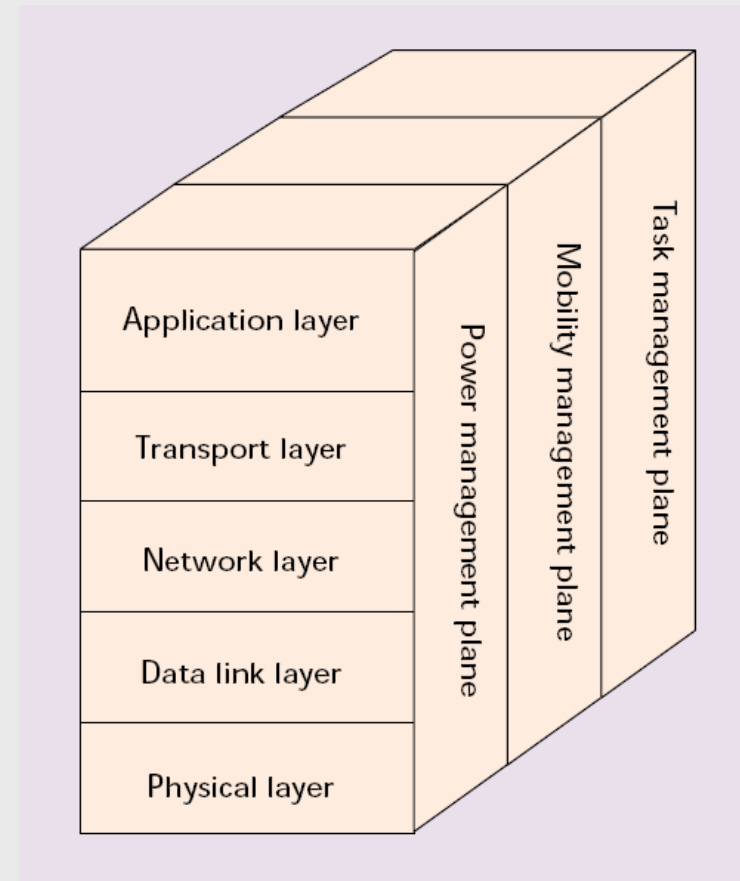 Application layer
Transport layer
Network layer
Data link layer
Physical layer
Power management plane
Mobility management plane
Task management plane